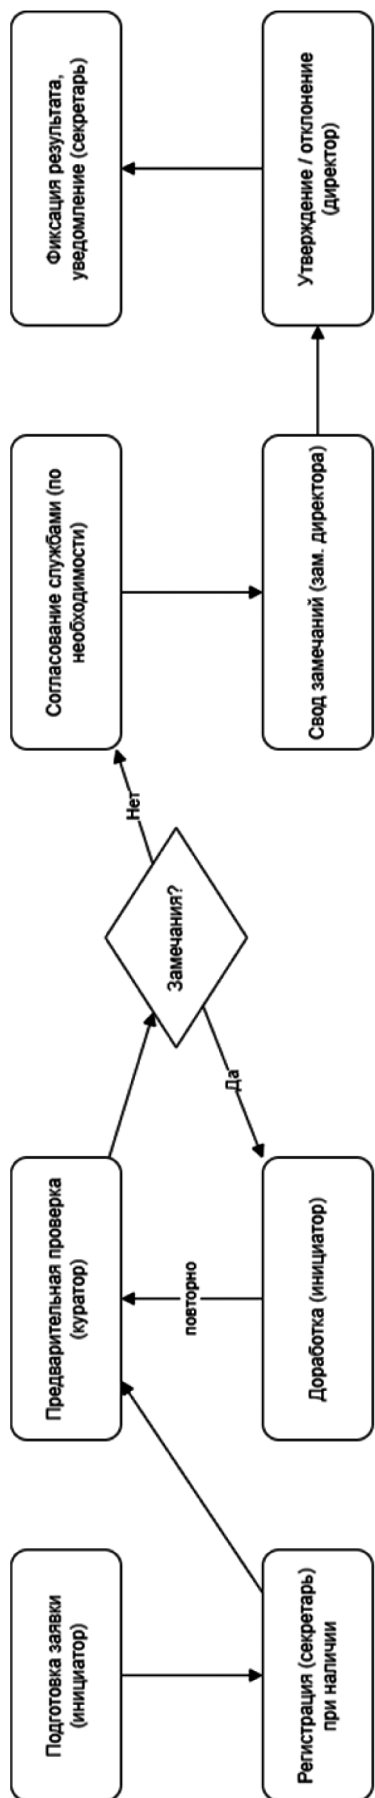 Подготовка заявки
(инициатор)
Регистрация (секретарь)
при наличии
Предварительная проверка
(куратор)
повторно
Доработка (инициатор)
Замечания?
Да
Нет
Согласование службами (по
необходимости)
Свод замечаний (зам. директора)
Утверждение / отклонение
(директор)
Фиксация результата,
уведомление (секретарь)